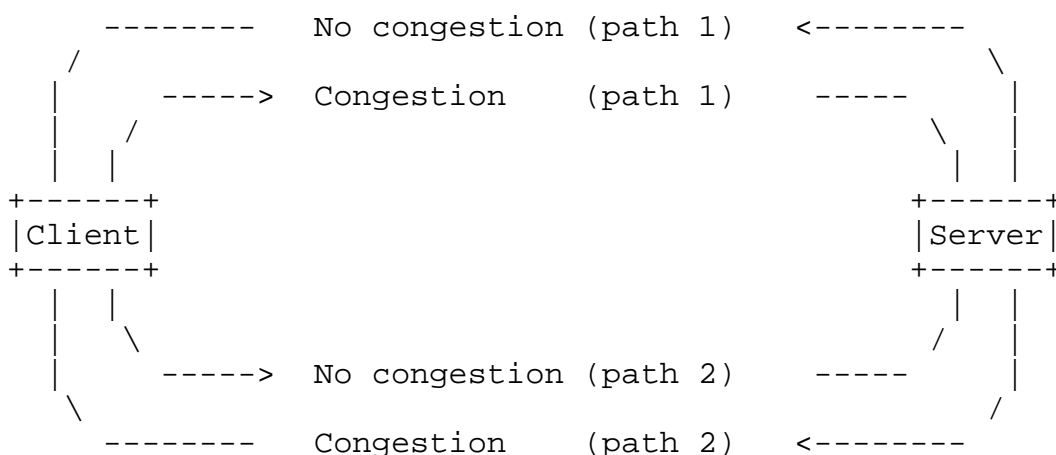 No congestion (path 1)
Congestion (path 1)
Client
Server
No congestion (path 2)
Congestion (path 2)